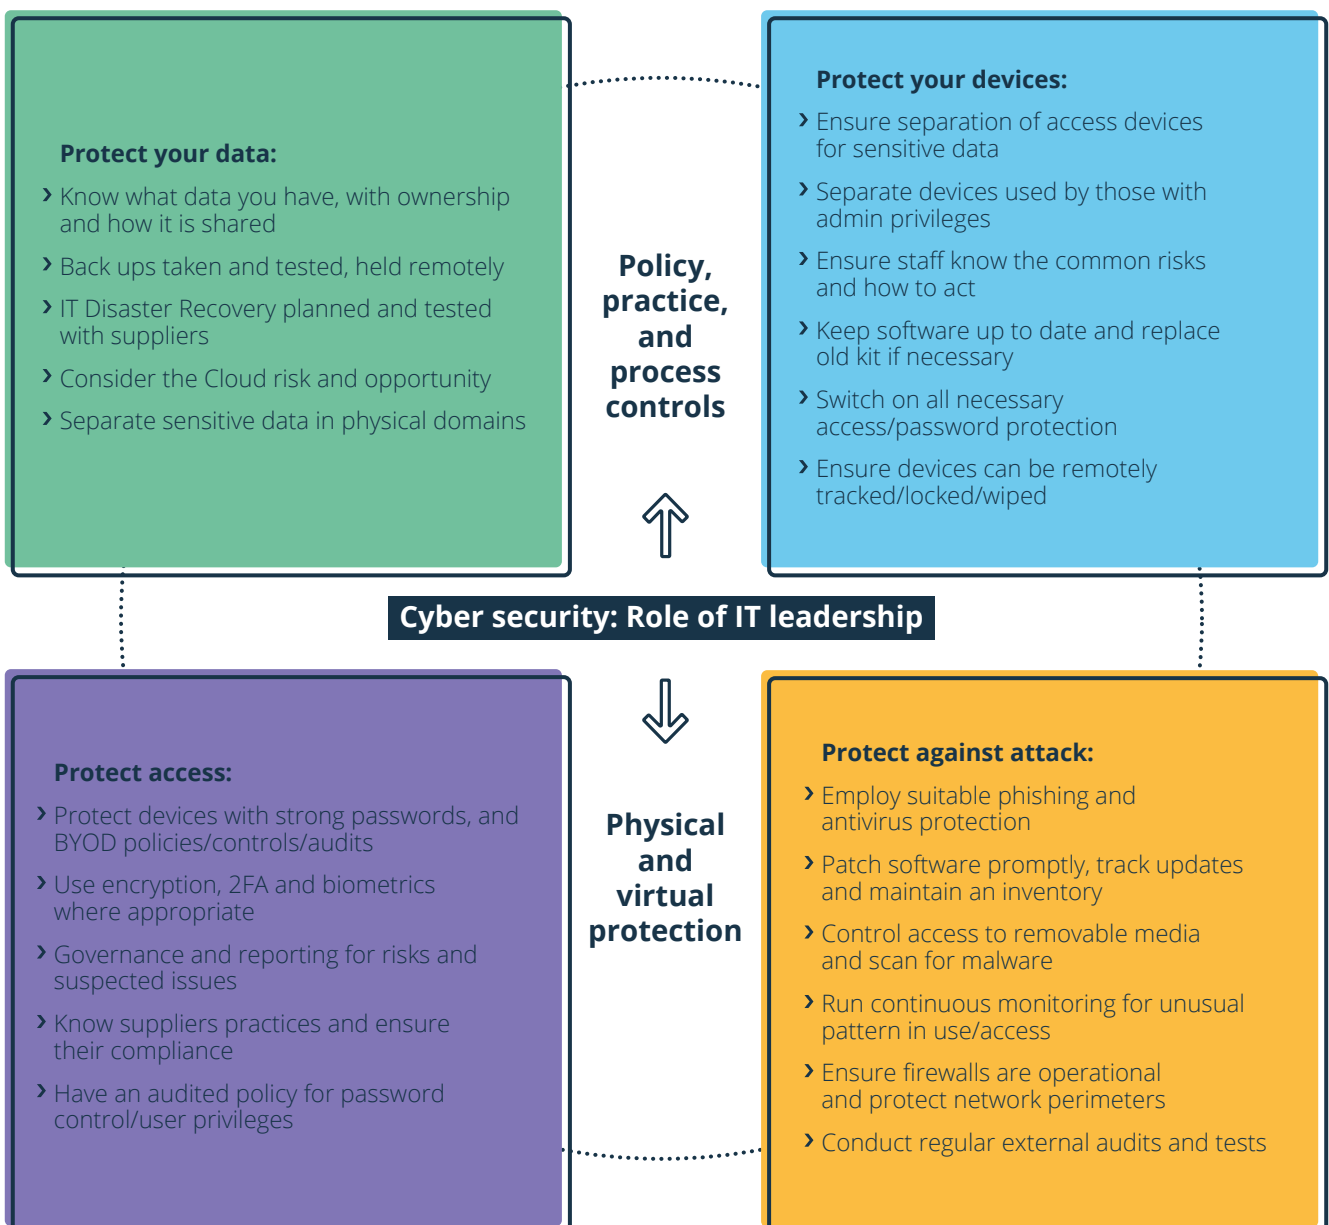 Protect your data:
› Know what data you have, with ownership
and how it is shared
› Back ups taken and tested, held remotely
› IT Disaster Recovery planned and tested
with suppliers
› Consider the Cloud risk and opportunity
› Separate sensitive data in physical domains
Policy,
practice,
and
process
controls
Protect your devices:
› Ensure separation of access devices
for sensitive data
› Separate devices used by those with
admin privileges
› Ensure staff know the common risks
and how to act
› Keep software up to date and replace
old kit if necessary
› Switch on all necessary
access/password protection
› Ensure devices can be remotely
tracked/locked/wiped
Cyber security: Role of IT leadership
Protect access:
› Protect devices with strong passwords, and
BYOD policies/controls/audits
› Use encryption, 2FA and biometrics
where appropriate
› Governance and reporting for risks and
suspected issues
› Know suppliers practices and ensure
their compliance
› Have an audited policy for password
control/user privileges
Physical
and
virtual
protection
Protect against attack:
› Employ suitable phishing and
antivirus protection
› Patch software promptly, track updates
and maintain an inventory
› Control access to removable media
and scan for malware
› Run continuous monitoring for unusual
pattern in use/access
› Ensure firewalls are operational
and protect network perimeters
› Conduct regular external audits and tests